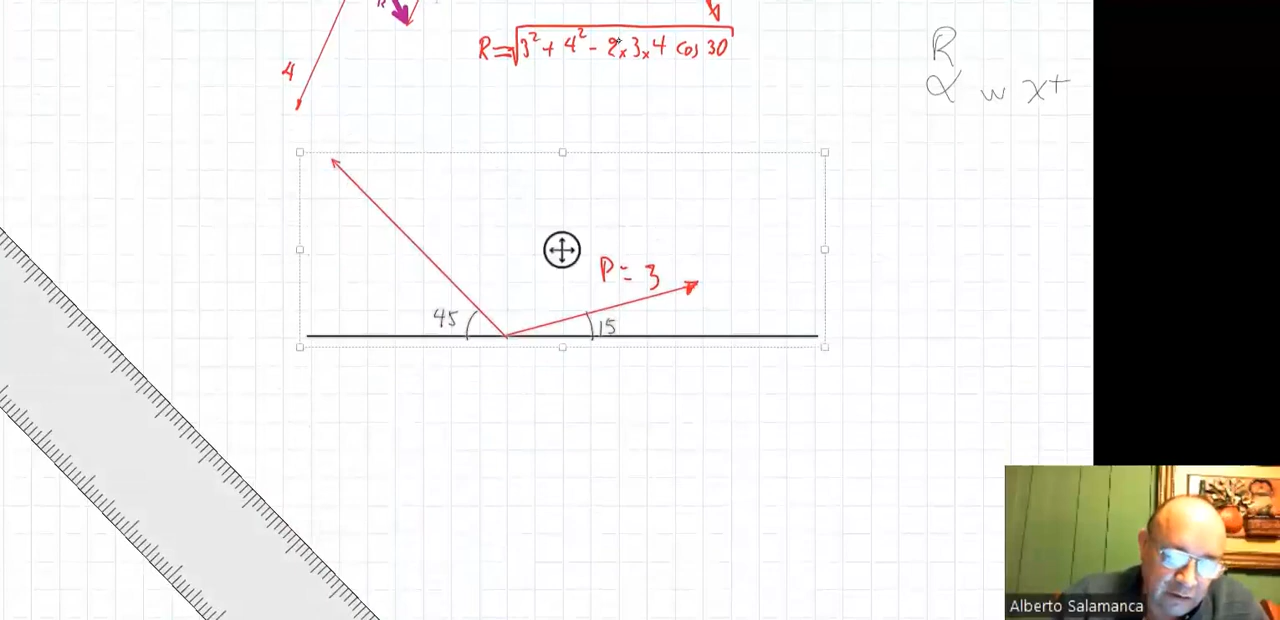 R
R = √3² + 4² - 2x3x4 cos 30
4
R
α w x+
P = 3
45
15
Alberto Salamanca